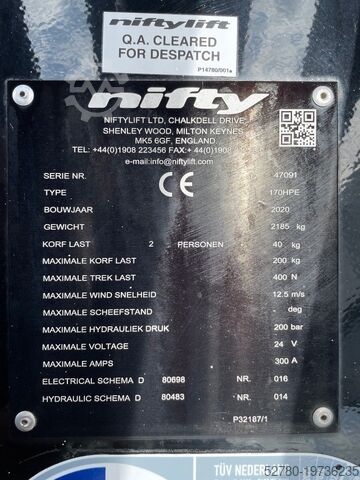 niftylift
Q.A. CLEARED
FOR DESPATCH
P14780/001a
nifty
NIFTYLIFT LTD, CHALKDELL DRIVE,
SHENLEY WOOD, MILTON KEYNES,
MK5 6GF, ENGLAND
TEL: +44(0)1908 223456 FAX:+ 44(0)1908
e-mail:info@niftylift.com
SERIE NR. 47091
TYPE CE 170HPE
BOUWJAAR 2020
GEWICHT 2185 kg
KORF LAST 2 PERSONEN 40 kg
MAXIMALE KORF LAST 200 kg
MAXIMALE TREK LAST 400 N
MAXIMALE WIND SNELHEID 12.5 m/s
MAXIMALE SCHEEFSTAND deg
MAXIMALE HYDRAULIEK DRUK 200 bar
MAXIMALE VOLTAGE 24 V
MAXIMALE AMPS 300 A
ELECTRICAL SCHEMA D 80698 NR. 016
HYDRAULIC SCHEMA D 80483 NR. 014
P32187/1
TÜV NEDER
52780-19736235